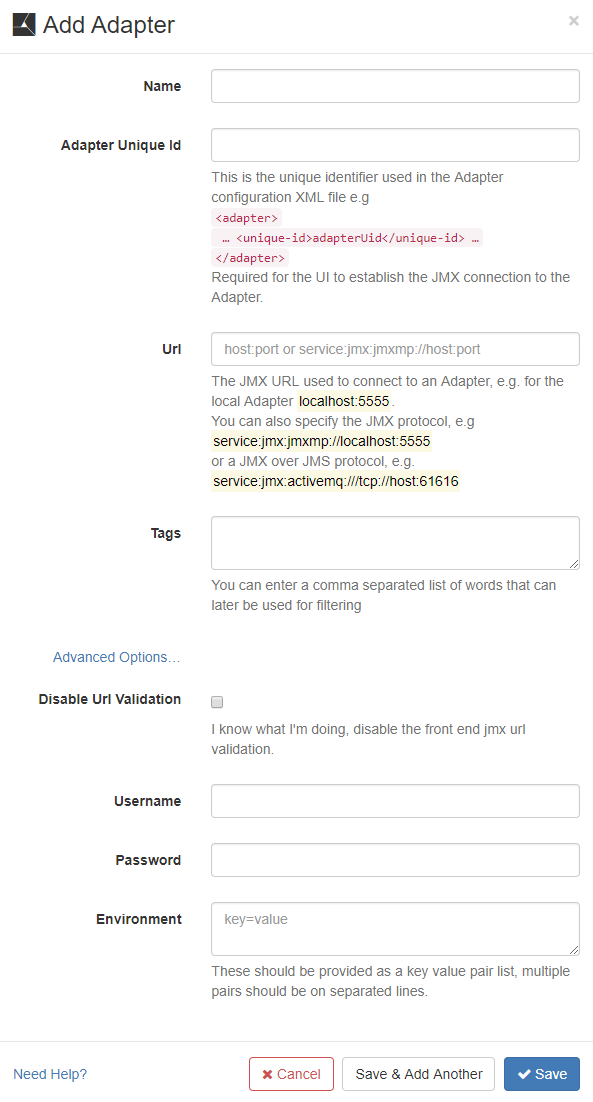 Add Adapter
×
Name
Adapter Unique Id
This is the unique identifier used in the Adapter
configuration XML file e.g
<adapter>
… <unique-id>adapterUid</unique-id> …
</adapter>
Required for the UI to establish the JMX connection to the
Adapter.
Url
host:port or service:jmx:jmxmp://host:port
The JMX URL used to connect to an Adapter, e.g. for the
local Adapter localhost:5555.
You can also specify the JMX protocol, e.g
service:jmx:jmxmp://localhost:5555
or a JMX over JMS protocol, e.g.
service:jmx:activemq:///tcp://host:61616
Tags
You can enter a comma separated list of words that can
later be used for filtering
Advanced Options…
Disable Url Validation
I know what I'm doing, disable the front end jmx url
validation.
Username
Password
Environment
key=value
These should be provided as a key value pair list, multiple
pairs should be on separated lines.
Need Help?
Cancel
Save & Add Another
Save